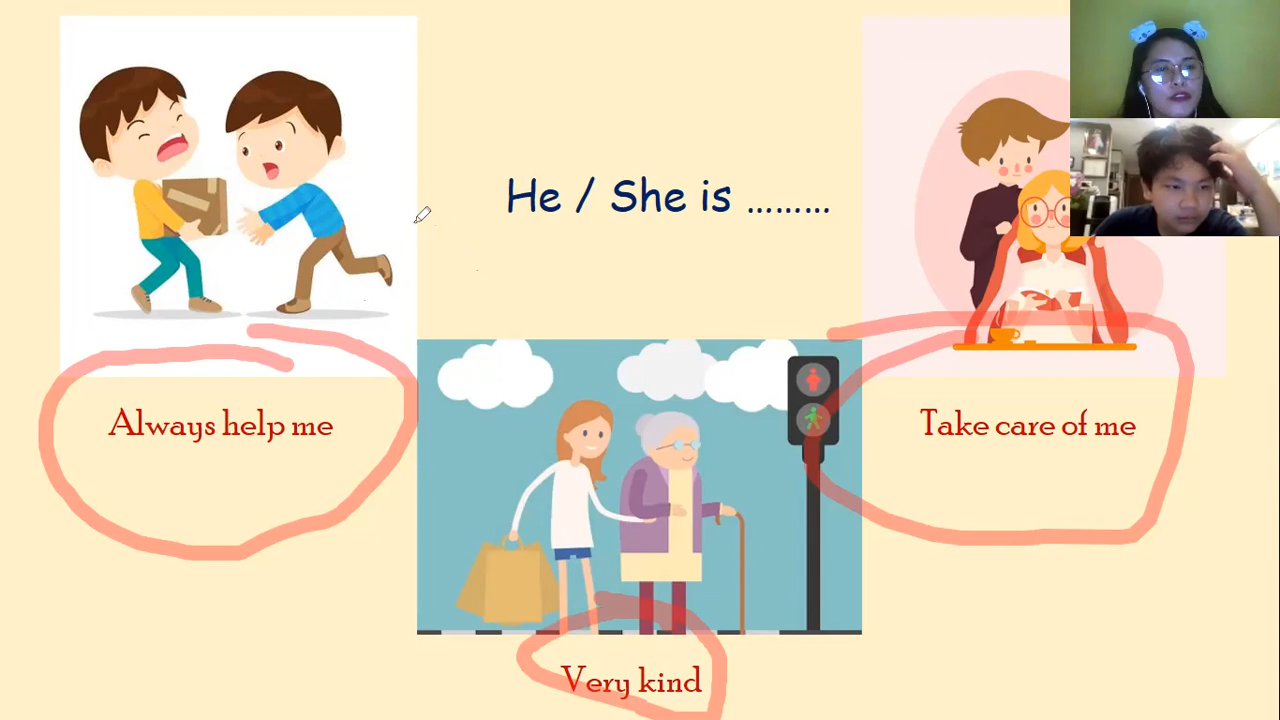 He / She is .........
Always help me
Take care of me
Very kind